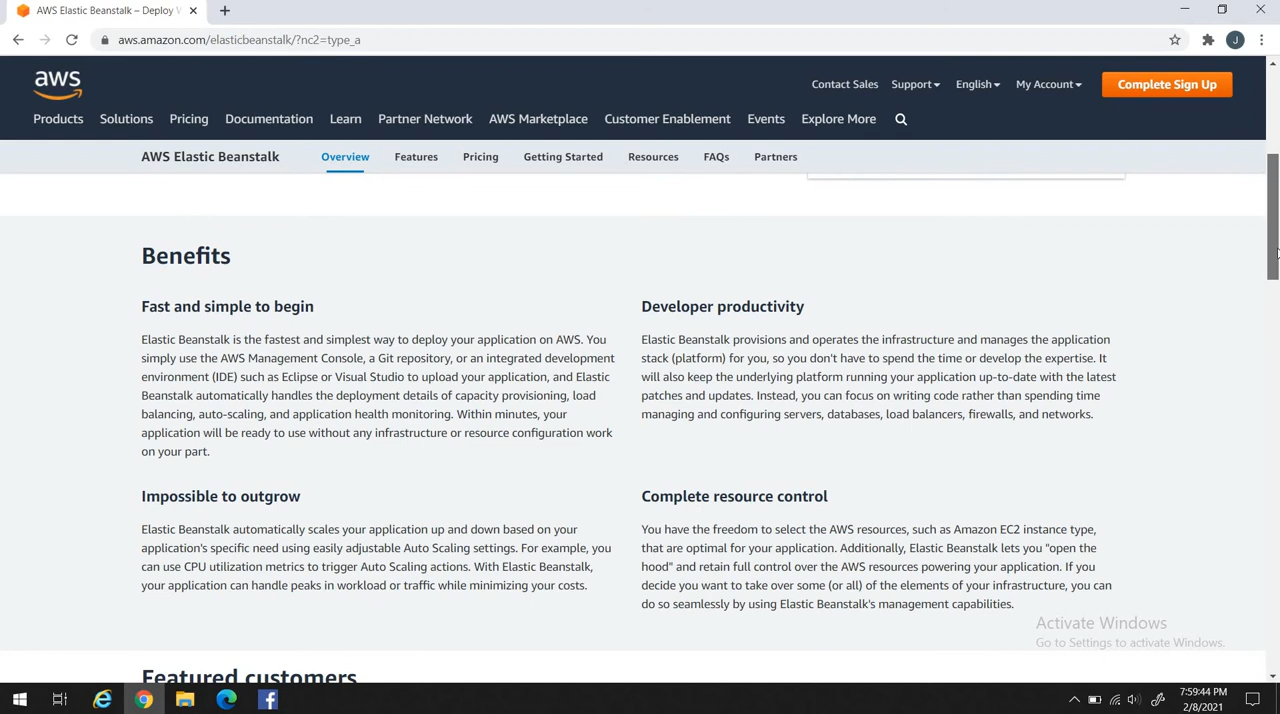 AWS Elastic Beanstalk – Deploy
aws.amazon.com/elasticbeanstalk/?nc2=type_a
J
aws
Contact Sales Support English My Account Complete Sign Up
Products Solutions Pricing Documentation Learn Partner Network AWS Marketplace Customer Enablement Events Explore More
AWS Elastic Beanstalk Overview Features Pricing Getting Started Resources FAQs Partners
Benefits
Fast and simple to begin
Elastic Beanstalk is the fastest and simplest way to deploy your application on AWS. You
simply use the AWS Management Console, a Git repository, or an integrated development
environment (IDE) such as Eclipse or Visual Studio to upload your application, and Elastic
Beanstalk automatically handles the deployment details of capacity provisioning, load
balancing, auto-scaling, and application health monitoring. Within minutes, your
application will be ready to use without any infrastructure or resource configuration work
on your part.
Developer productivity
Elastic Beanstalk provisions and operates the infrastructure and manages the application
stack (platform) for you, so you don't have to spend the time or develop the expertise. It
will also keep the underlying platform running your application up-to-date with the latest
patches and updates. Instead, you can focus on writing code rather than spending time
managing and configuring servers, databases, load balancers, firewalls, and networks.
Impossible to outgrow
Elastic Beanstalk automatically scales your application up and down based on your
application's specific need using easily adjustable Auto Scaling settings. For example, you
can use CPU utilization metrics to trigger Auto Scaling actions. With Elastic Beanstalk,
your application can handle peaks in workload or traffic while minimizing your costs.
Complete resource control
You have the freedom to select the AWS resources, such as Amazon EC2 instance type,
that are optimal for your application. Additionally, Elastic Beanstalk lets you "open the
hood" and retain full control over the AWS resources powering your application. If you
decide you want to take over some (or all) of the elements of your infrastructure, you can
do so seamlessly by using Elastic Beanstalk's management capabilities.
Activate Windows
Go to Settings to activate Windows.
Featured customers
7:59:44 PM
2/8/2021